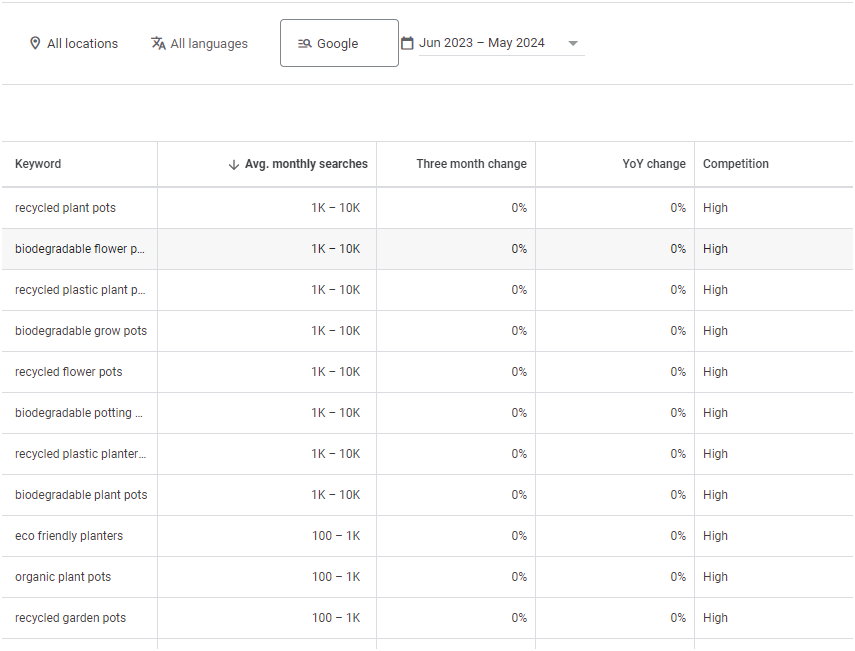 All locations All languages Google Jun 2023 – May 2024
Keyword Avg. monthly searches Three month change YoY change Competition
recycled plant pots 1K – 10K 0% 0% High
biodegradable flower p... 1K – 10K 0% 0% High
recycled plastic plant p... 1K – 10K 0% 0% High
biodegradable grow pots 1K – 10K 0% 0% High
recycled flower pots 1K – 10K 0% 0% High
biodegradable potting ... 1K – 10K 0% 0% High
recycled plastic planter... 1K – 10K 0% 0% High
biodegradable plant pots 1K – 10K 0% 0% High
eco friendly planters 100 – 1K 0% 0% High
organic plant pots 100 – 1K 0% 0% High
recycled garden pots 100 – 1K 0% 0% High